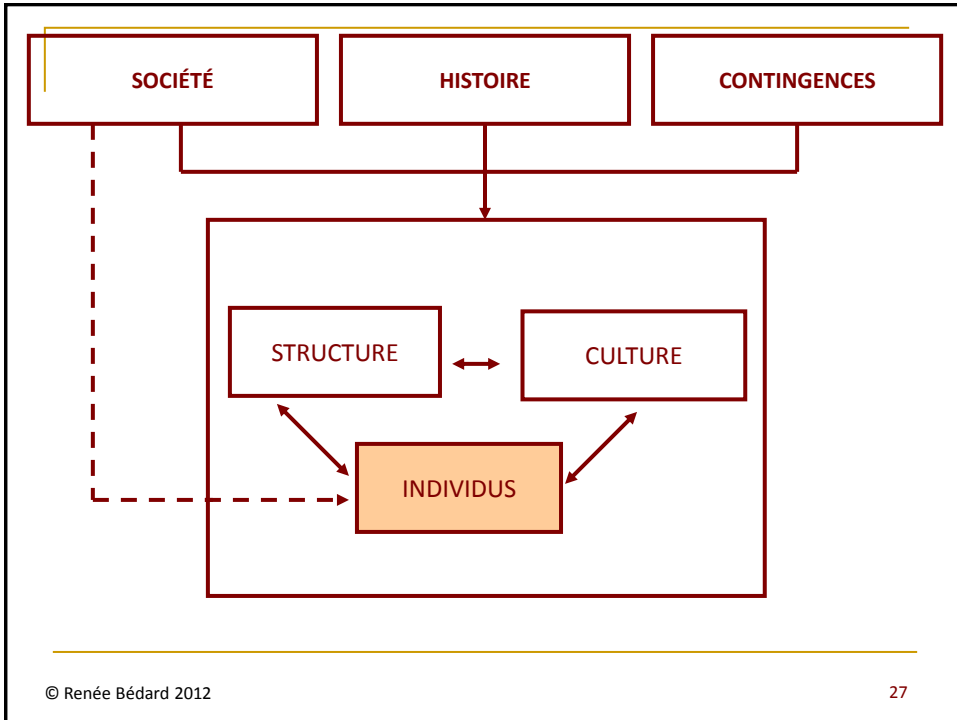 SOCIÉTÉ
HISTOIRE
CONTINGENCES
STRUCTURE
CULTURE
INDIVIDUS
© Renée Bédard 2012
27